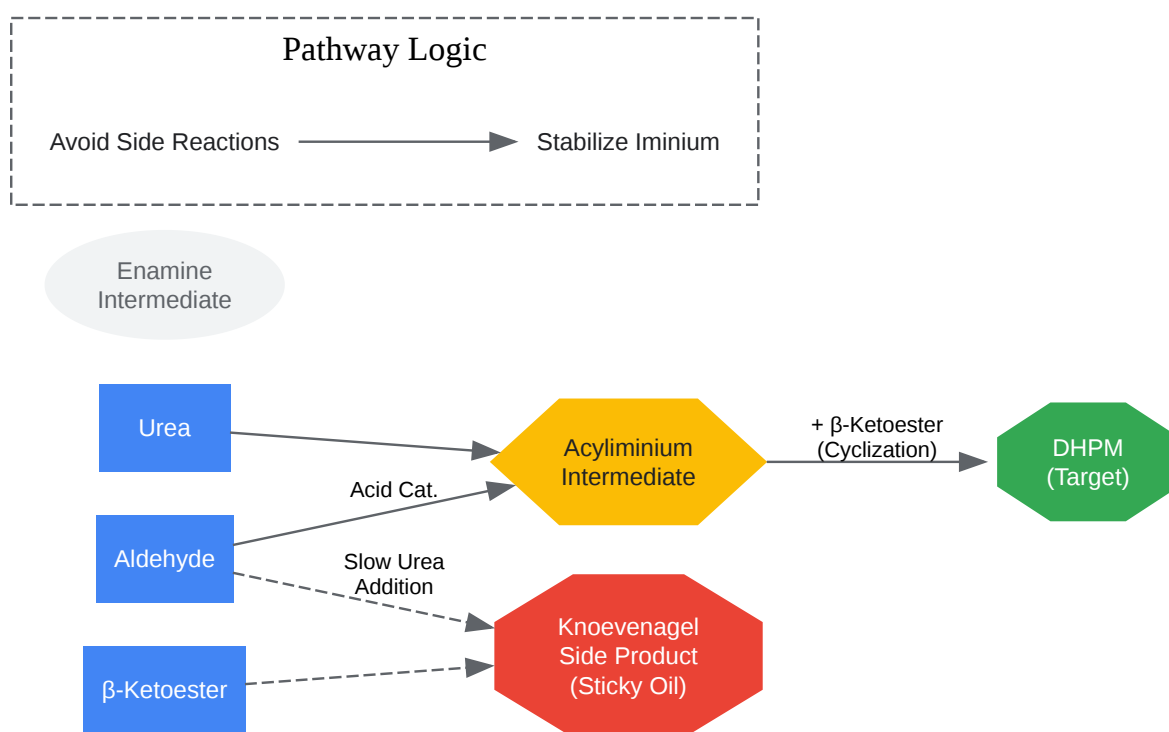 Pathway Logic
Avoid Side Reactions
Stabilize Iminium
Enamine
Intermediate
Urea
Acyliminium
Intermediate
+ β-Ketoester
(Cyclization)
DHPM
(Target)
Acid Cat.
Aldehyde
Slow Urea
Addition
Knoevenagel
Side Product
(Sticky Oil)
β-Ketoester